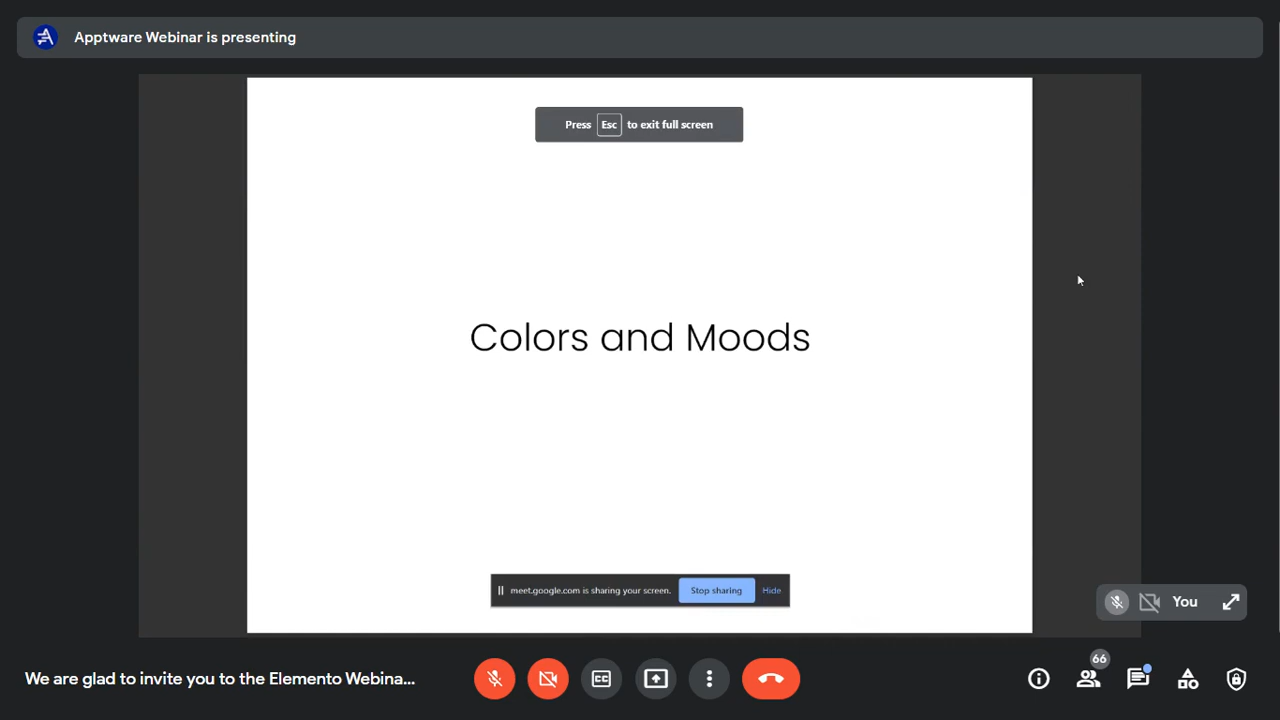 Apptware Webinar is presenting
Press Esc to exit full screen
Colors and Moods
meet.google.com is sharing your screen. Stop sharing Hide
You
We are glad to invite you to the Elemento Webina...
CC
66